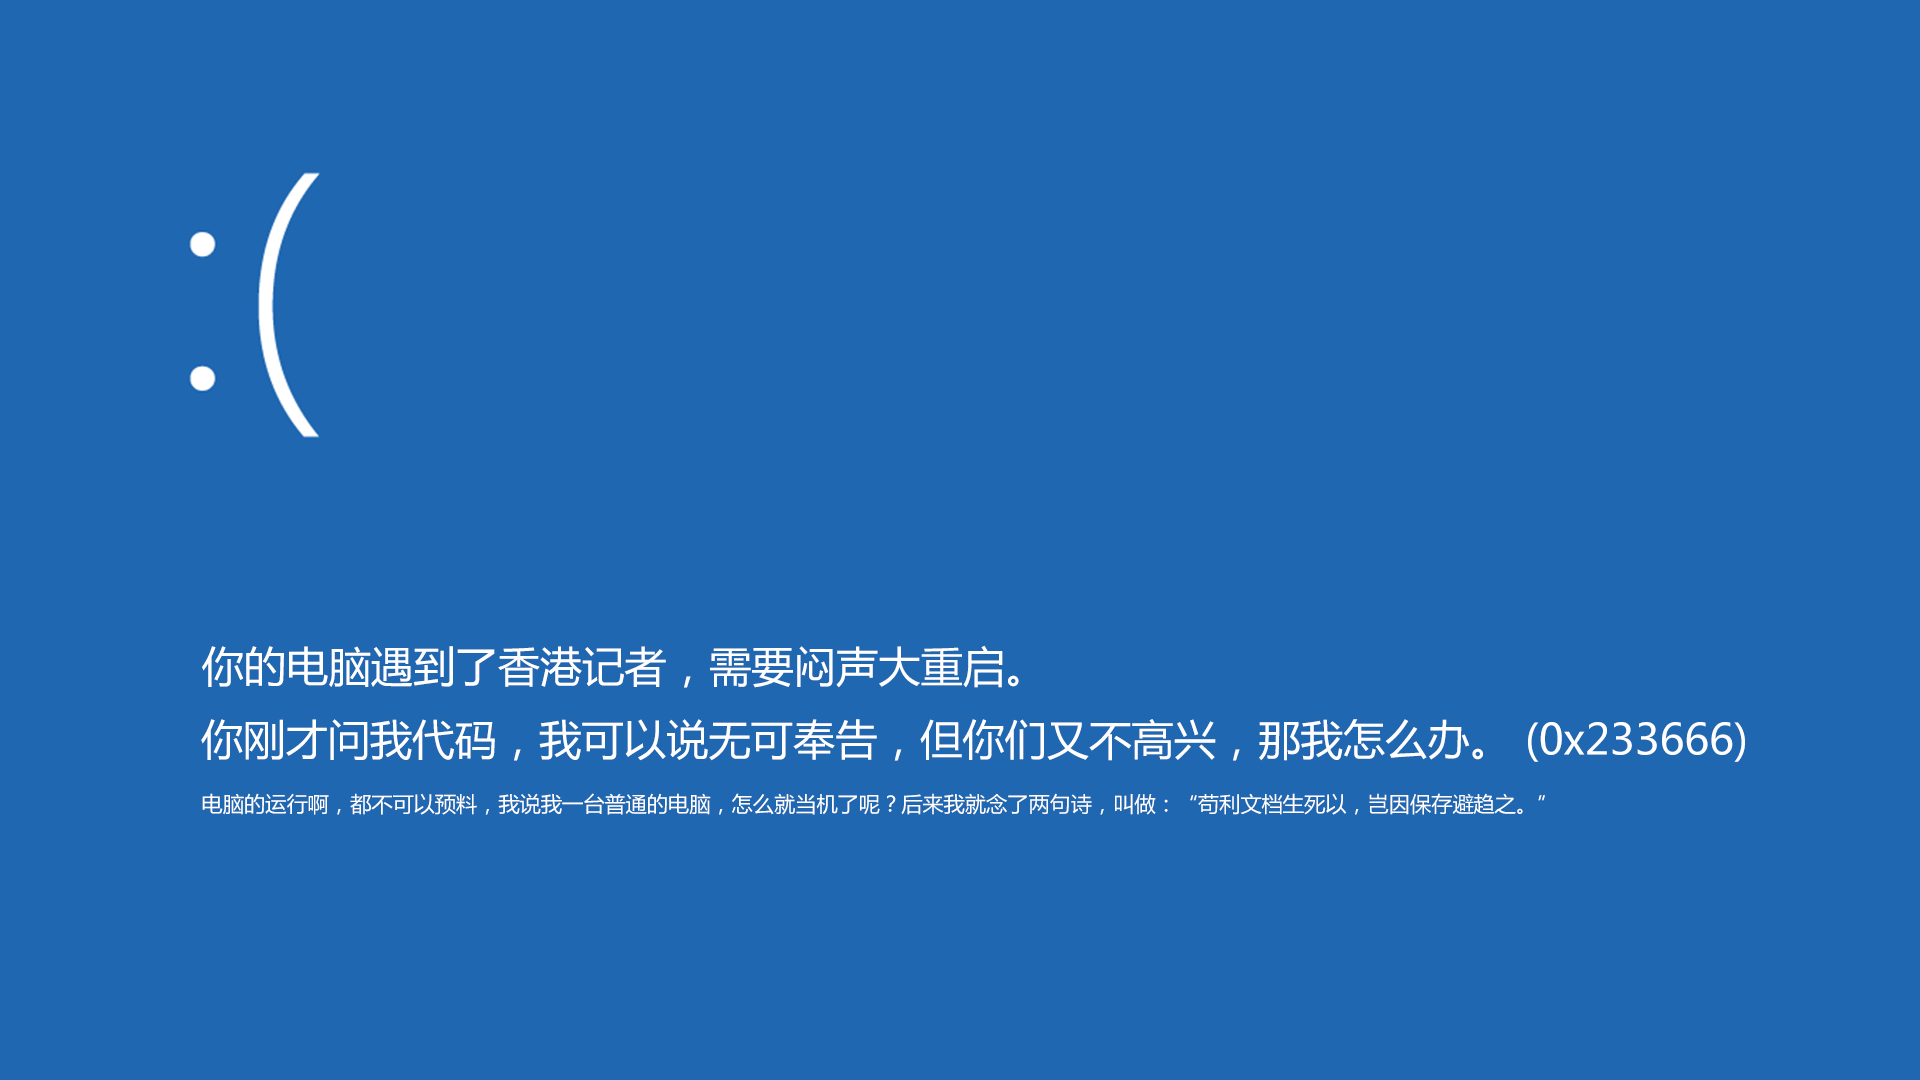 :(
你的电脑遇到了香港记者，需要闷声大重启。
你刚才问我代码，我可以说无可奉告，但你们又不高兴，那我怎么办。 (0x233666)
电脑的运行啊，都不可以预料，我说我一台普通的电脑，怎么就当机了呢？后来我就念了两句诗，叫做：“苟利文档生死以，岂因保存避趋之。”